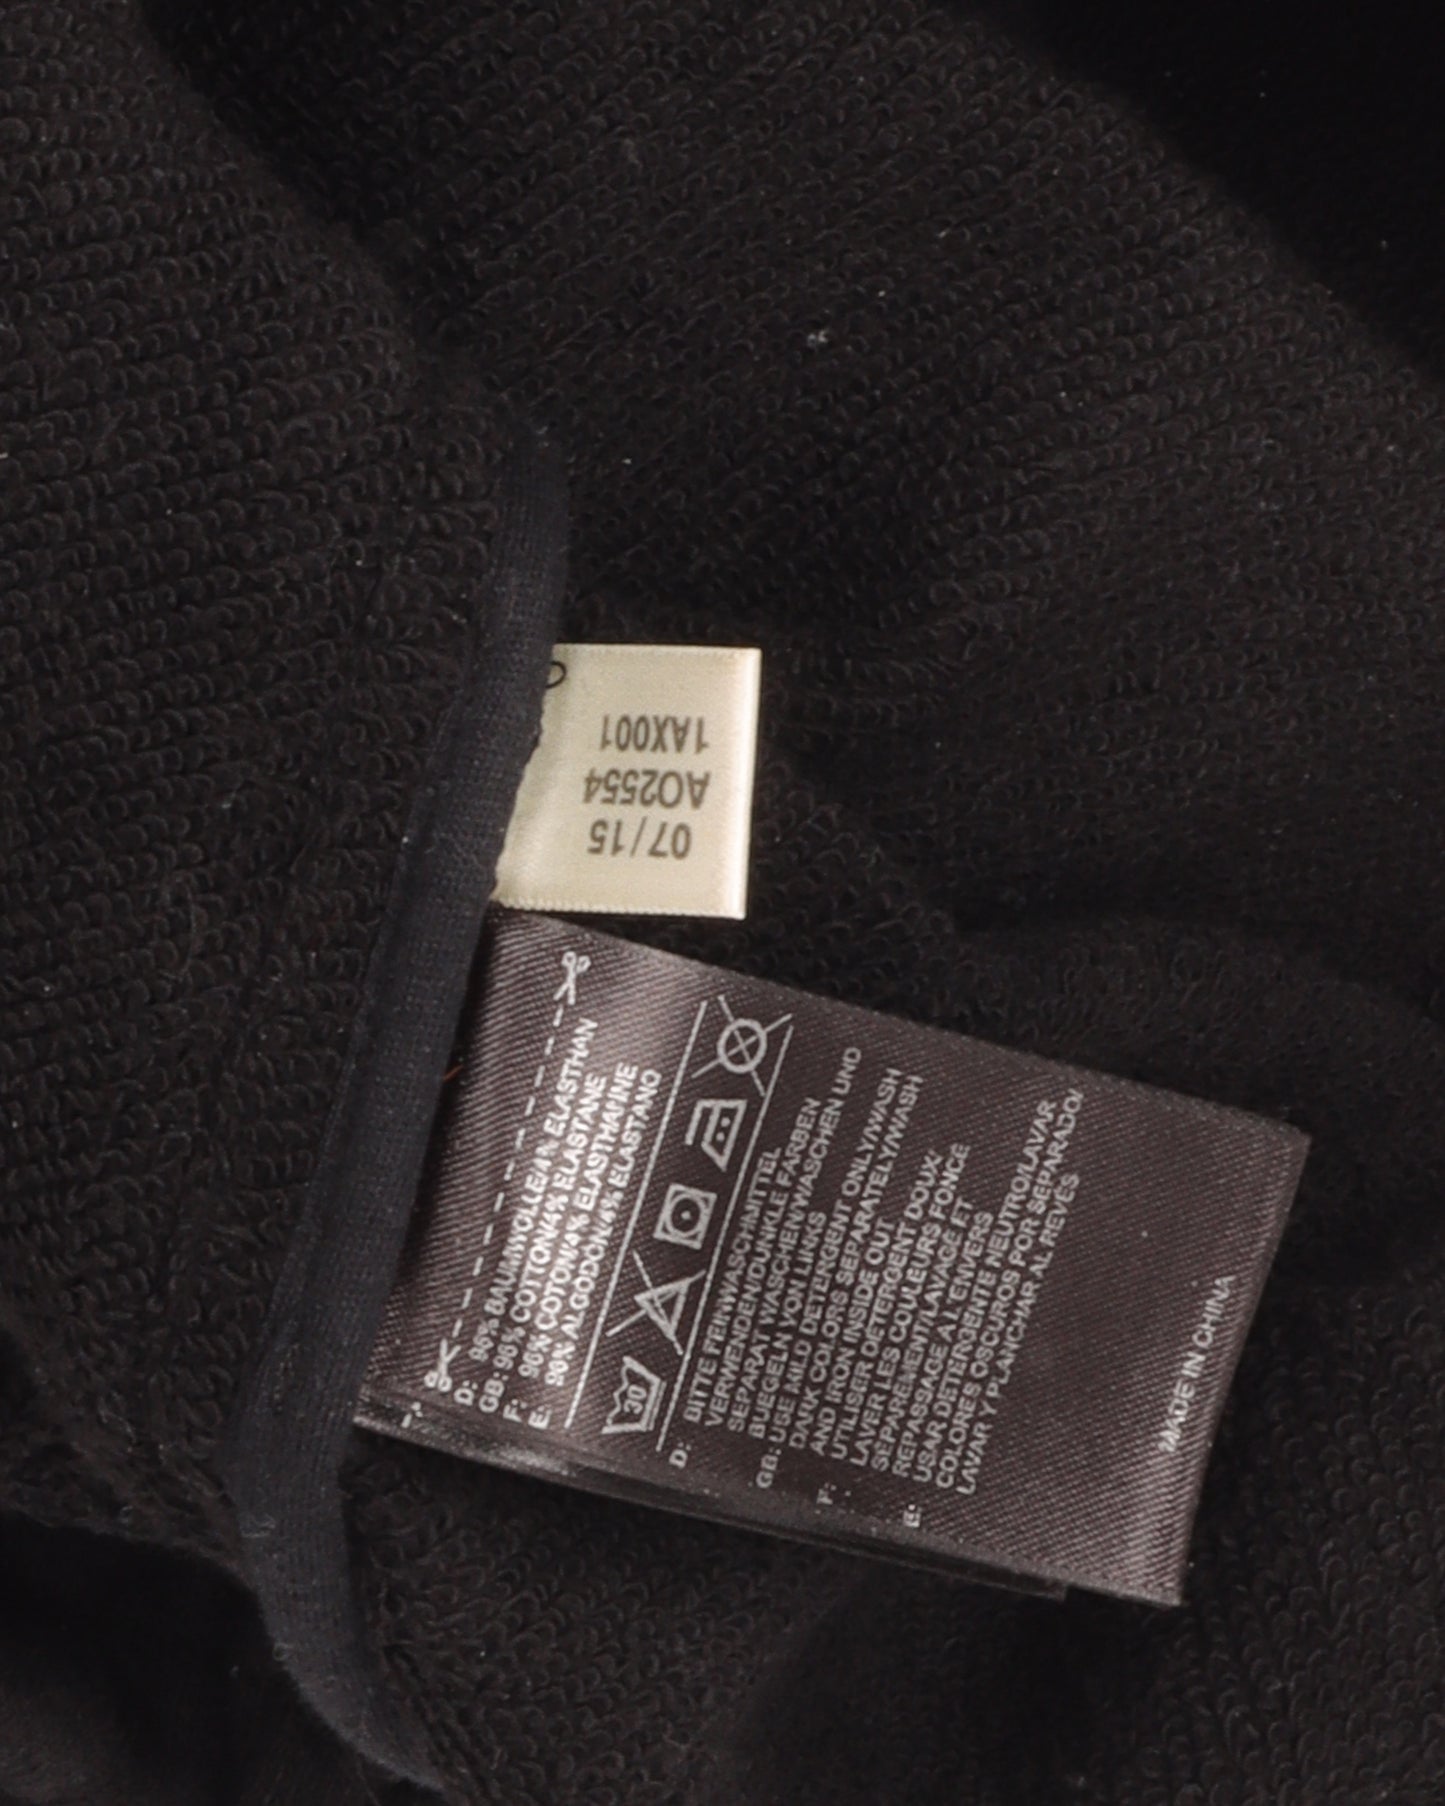 1AX001
AO2554
07/15
D: 96% BAUMWOLLE/4% ELASTHAN
GB: 96% COTTON/4% ELASTANE
F: 96% COTON/4% ELASTHANNE
E: 96% ALGODON/4% ELASTANO
30
D: BITTE FEINWASCHMITTEL
VERWENDEN/DUNKLE FARBEN
SEPARAT WASCHEN/WASCHEN UND
BUEGELN VON LINKS
GB: USE MILD DETERGENT ONLY/WASH
DARK COLORS SEPARATELY/WASH
AND IRON INSIDE OUT
F: UTILISER DETERGENT DOUX/
LAVER LES COULEURS FONCE
SEPAREMENT/LAVAGE ET
REPASSAGE A L'ENVERS
E: USAR DETERGENTE NEUTRO/LAVAR
COLORES OSCUROS POR SEPARADO/
LAVAR Y PLANCHAR AL REVÉS
MADE IN CHINA